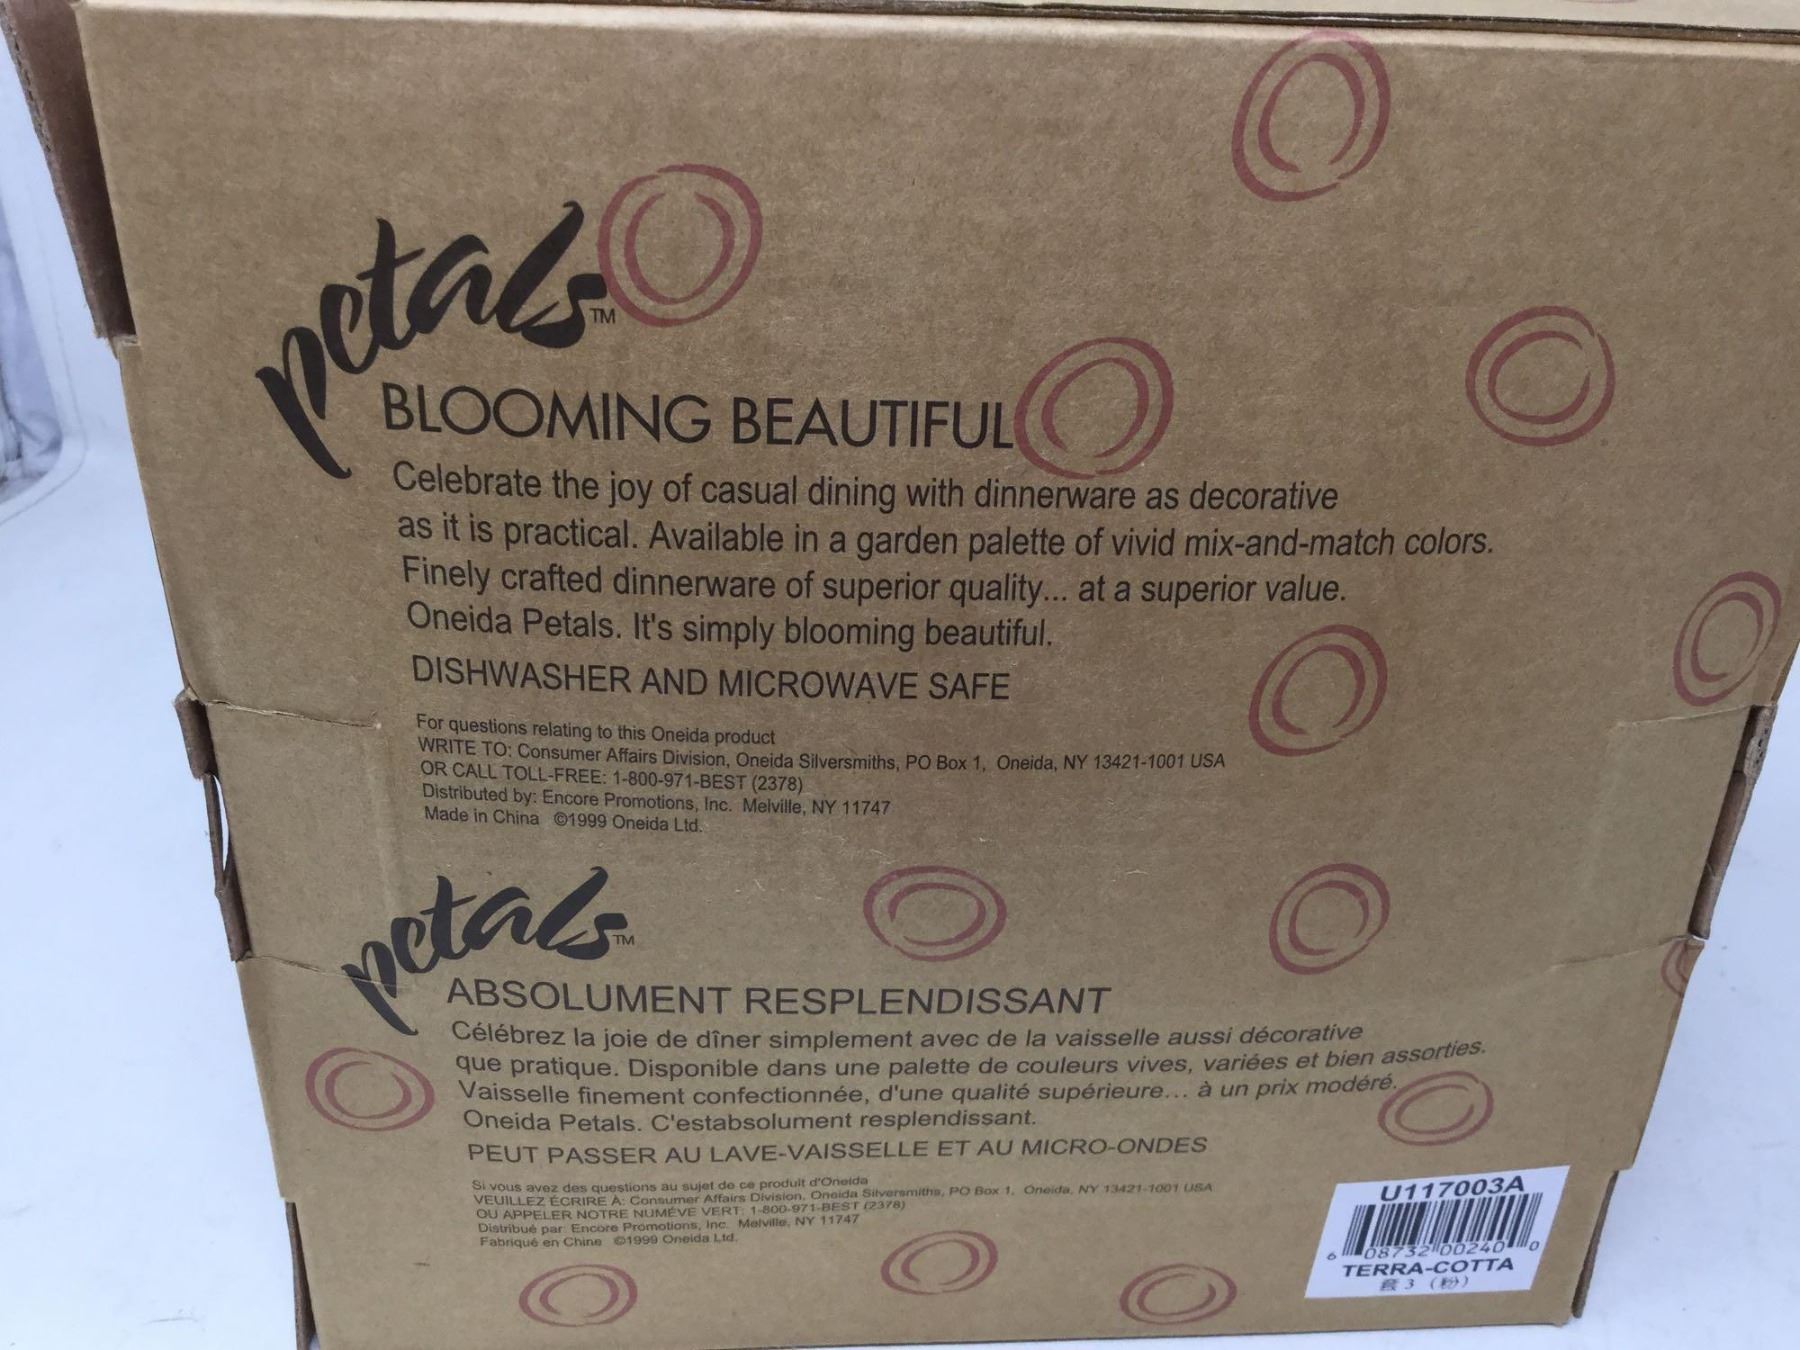 petals™
BLOOMING BEAUTIFUL
Celebrate the joy of casual dining with dinnerware as decorative
as it is practical. Available in a garden palette of vivid mix-and-match colors.
Finely crafted dinnerware of superior quality... at a superior value.
Oneida Petals. It's simply blooming beautiful.
DISHWASHER AND MICROWAVE SAFE
For questions relating to this Oneida product
WRITE TO: Consumer Affairs Division, Oneida Silversmiths, PO Box 1, Oneida, NY 13421-1001 USA
OR CALL TOLL-FREE: 1-800-971-BEST (2378)
Distributed by: Encore Promotions, Inc. Melville, NY 11747
Made in China ©1999 Oneida Ltd.
petals™
ABSOLUMENT RESPLENDISSANT
Célébrez la joie de dîner simplement avec de la vaisselle aussi décorative
que pratique. Disponible dans une palette de couleurs vives, variées et bien assorties.
Vaisselle finement confectionnée, d'une qualité supérieure... à un prix modéré.
Oneida Petals. C'estabsolument resplendissant.
PEUT PASSER AU LAVE-VAISSELLE ET AU MICRO-ONDES
Si vous avez des questions au sujet de ce produit d'Oneida
VEUILLEZ ÉCRIRE À: Consumer Affairs Division, Oneida Silversmiths, PO Box 1, Oneida, NY 13421-1001 USA
OU APPELER NOTRE NUMÉVE VERT: 1-800-971-BEST (2378)
Distribué par: Encore Promotions, Inc. Melville, NY 11747
Fabriqué en Chine ©1999 Oneida Ltd.
U117003A
6 08732 00240 0
TERRA-COTTA
套 3 (粉)